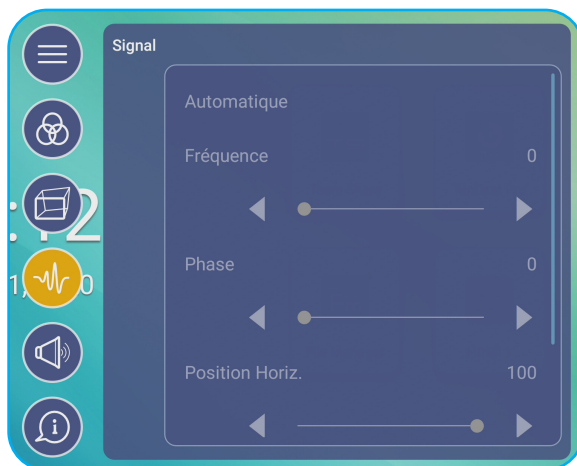 Signal
Automatique
Fréquence 0
Phase 0
Position Horiz. 100